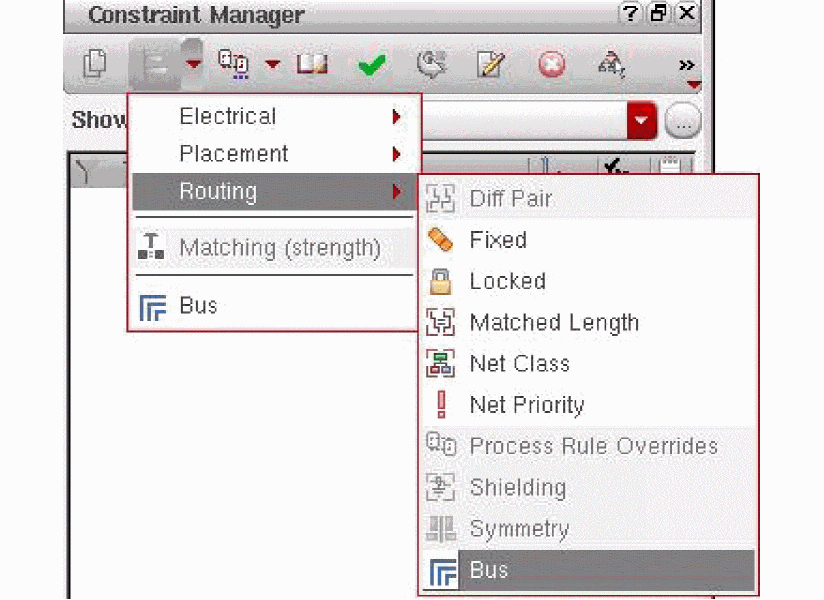 Constraint Manager
Show
Electrical
Placement
Routing
Matching (strength)
Bus
Diff Pair
Fixed
Locked
Matched Length
Net Class
Net Priority
Process Rule Overrides
Shielding
Symmetry
Bus